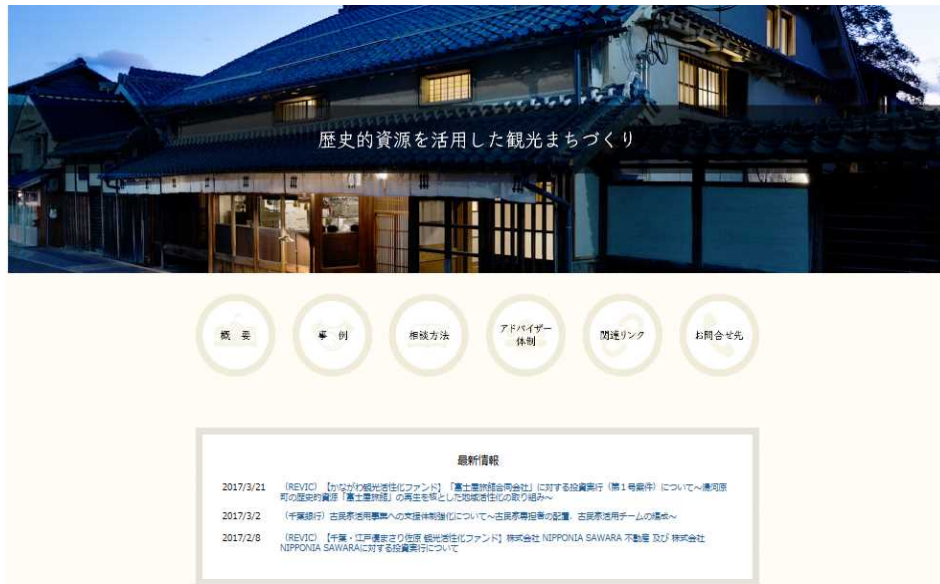 歴史的資源を活用した観光まちづくり
概 要
事 例
相談方法
アドバイザー
体制
関連リンク
お問合せ先
最新情報
2017/3/21 (REVIC)【かながわ観光活性化ファンド】「富士屋旅館合同会社」に対する投資実行(第1号案件)について~湯河原
町の歴史的資源「富士屋旅館」の再生を核とした地域活性化の取り組み~
2017/3/2 (千葉銀行)古民家活用事業への支援体制強化について~古民家専担者の配置、古民家活用チームの組成~
2017/2/8 (REVIC)【千葉・江戸優まさり佐原 観光活性化ファンド】株式会社 NIPPONIA SAWARA 不動産 及び 株式会社
NIPPONIA SAWARAに対する投資実行について